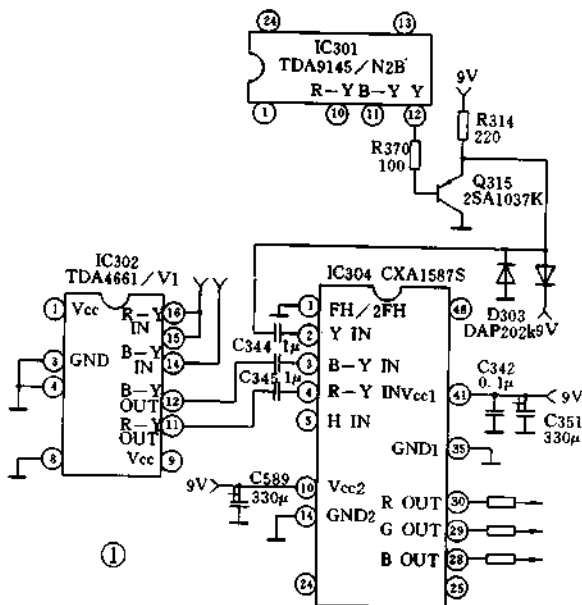 24
13
IC301
TDA9145/N2B
R-Y B-Y Y
1
10
11
12
9V
R314
220
R370
100
Q315
2SA1037K
IC302
TDA4661/V1
1
Vcc
R-Y
IN
16
15
B-Y
IN
14
3
GND
4
B-Y
OUT
12
R-Y
OUT
11
8
Vcc
9
IC304 CXA1587S
1
FH/2FH
48
2
Y IN
C344 1μ
3
B-Y IN
C345 1μ
4
R-Y IN
5
H IN
D303
DAP202k
9V
Vcc1
41
C342
0.1μ
9V
C351
330μ
GND1
35
9V
C589
330μ
10
Vcc2
14
GND2
R OUT
30
G OUT
29
B OUT
28
24
25
①